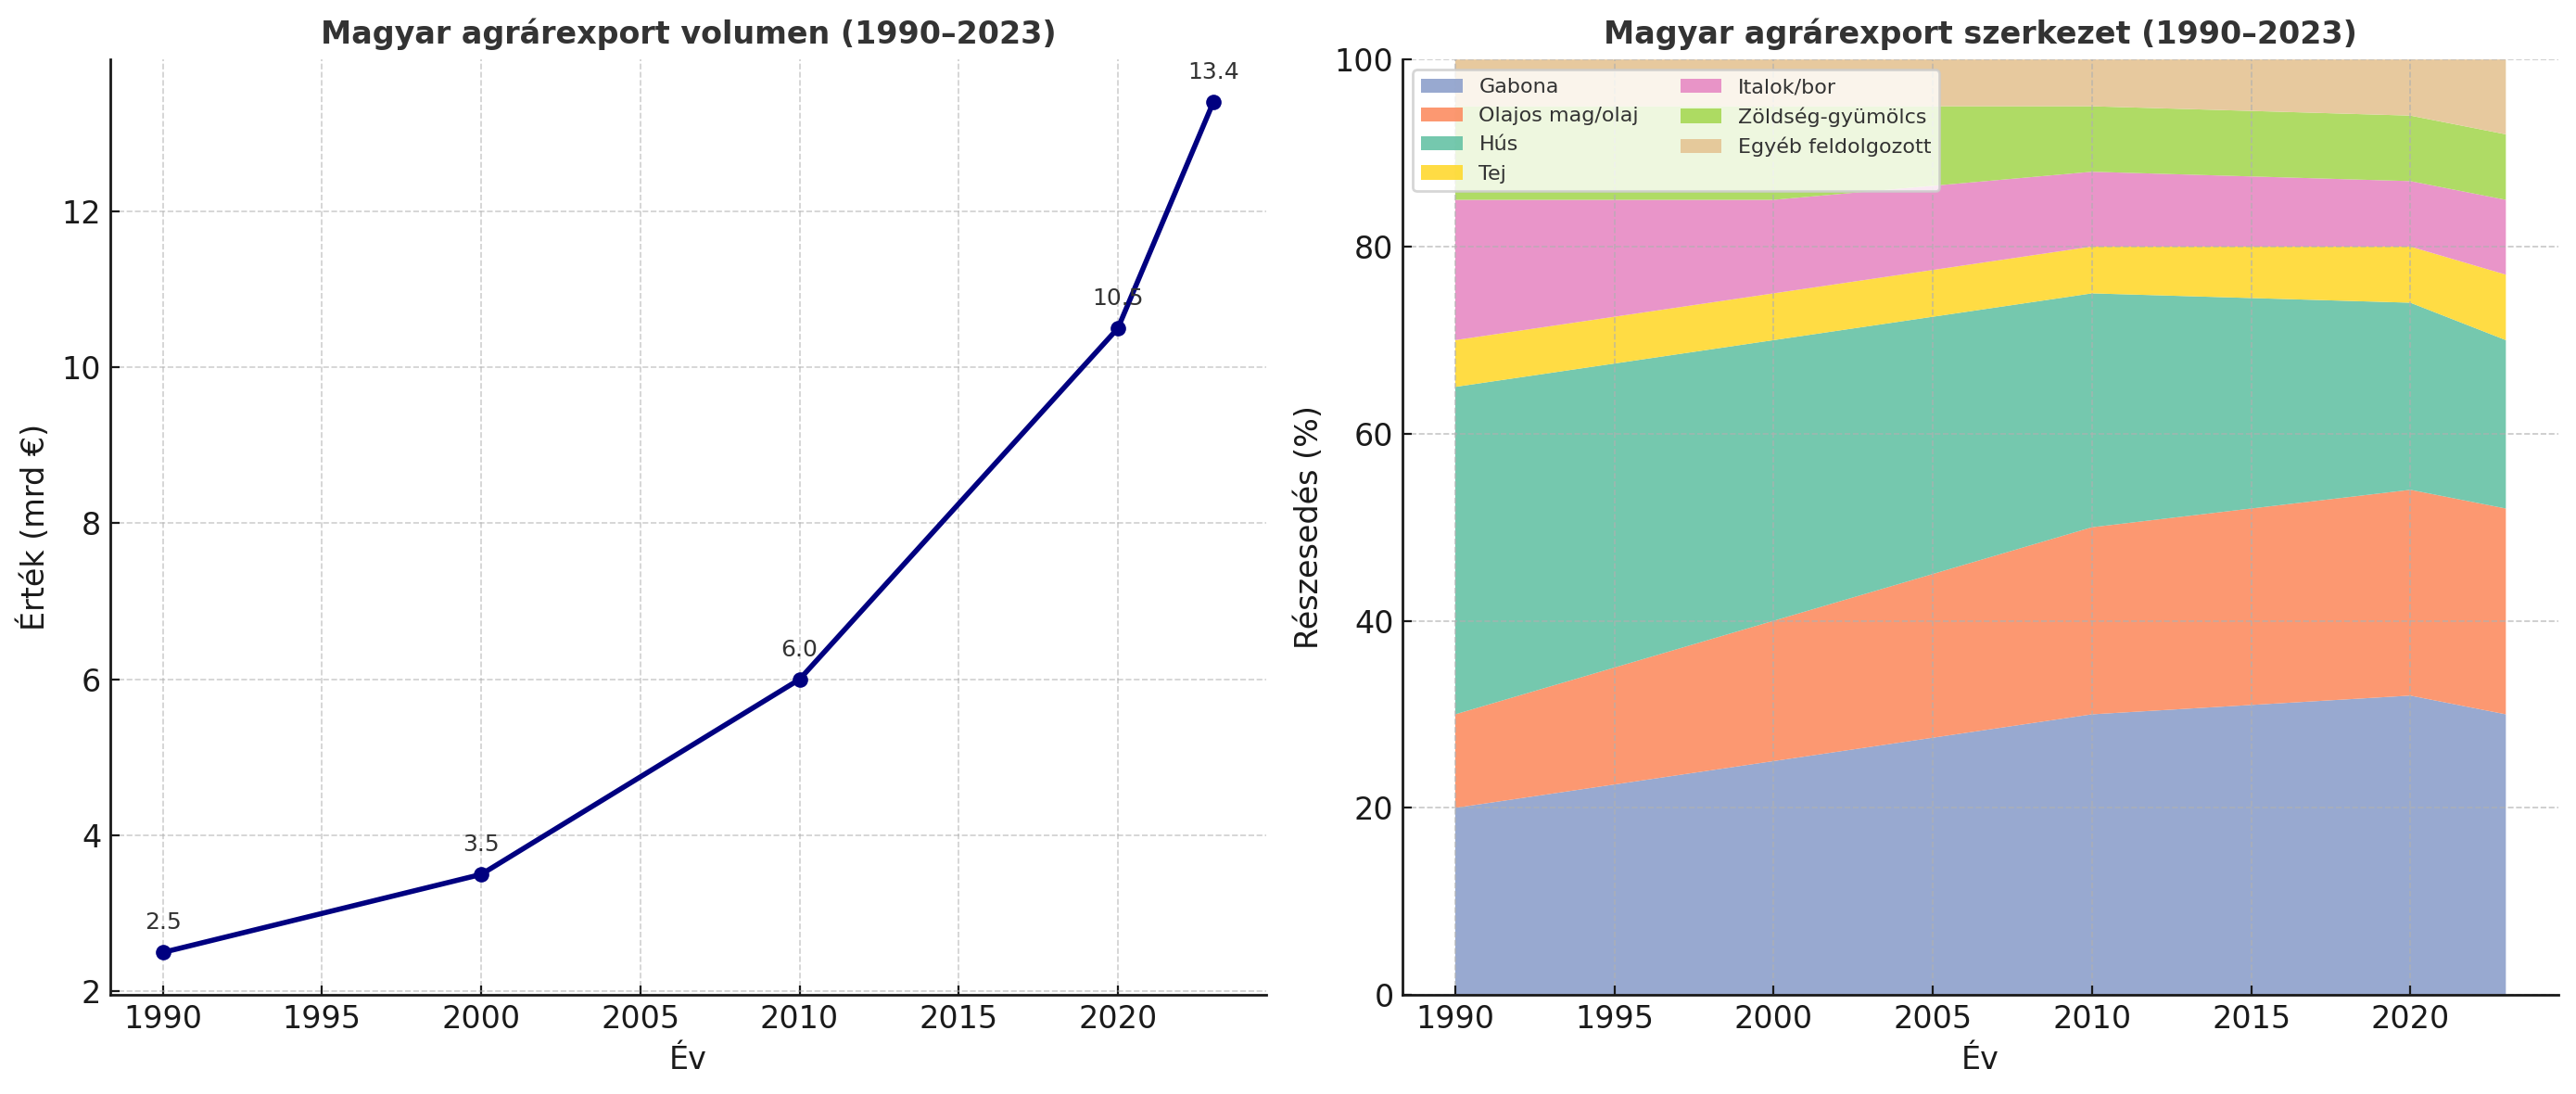 Magyar agrárexport volumen (1990–2023)
13.4
12
10.5
10
8
6.0
6
4
3.5
2.5
2
Érték (mrd €)
1990 1995 2000 2005 2010 2015 2020
Év
Magyar agrárexport szerkezet (1990–2023)
100
Gabona
Olajos mag/olaj
Hús
Tej
Italok/bor
Zöldség-gyümölcs
Egyéb feldolgozott
80
60
40
20
0
Részesedés (%)
1990 1995 2000 2005 2010 2015 2020
Év